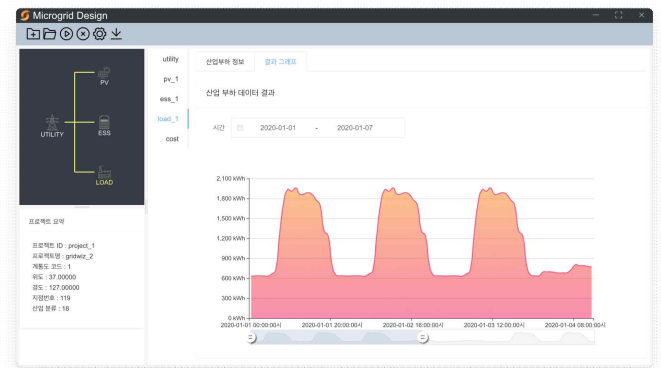 Microgrid Design
PV
UTILITY
ESS
LOAD
프로젝트 요약
프로젝트 ID : project_1
프로젝트명 : gridwiz_2
계통도 코드 : 1
위도 : 37.00000
경도 : 127.00000
지점번호 : 119
산업 분류 : 18
utility
pv_1
ess_1
load_1
cost
산업부하 정보 결과 그래프
산업 부하 데이터 결과
시간 2020-01-01 - 2020-01-07
2,100 kWh
1,800 kWh
1,500 kWh
1,200 kWh
900 kWh
600 kWh
300 kWh
0 kWh
2020-01-01 00:00:00시 2020-01-01 20:00:00시 2020-01-02 16:00:00시 2020-01-03 12:00:00시 2020-01-04 08:00:00시